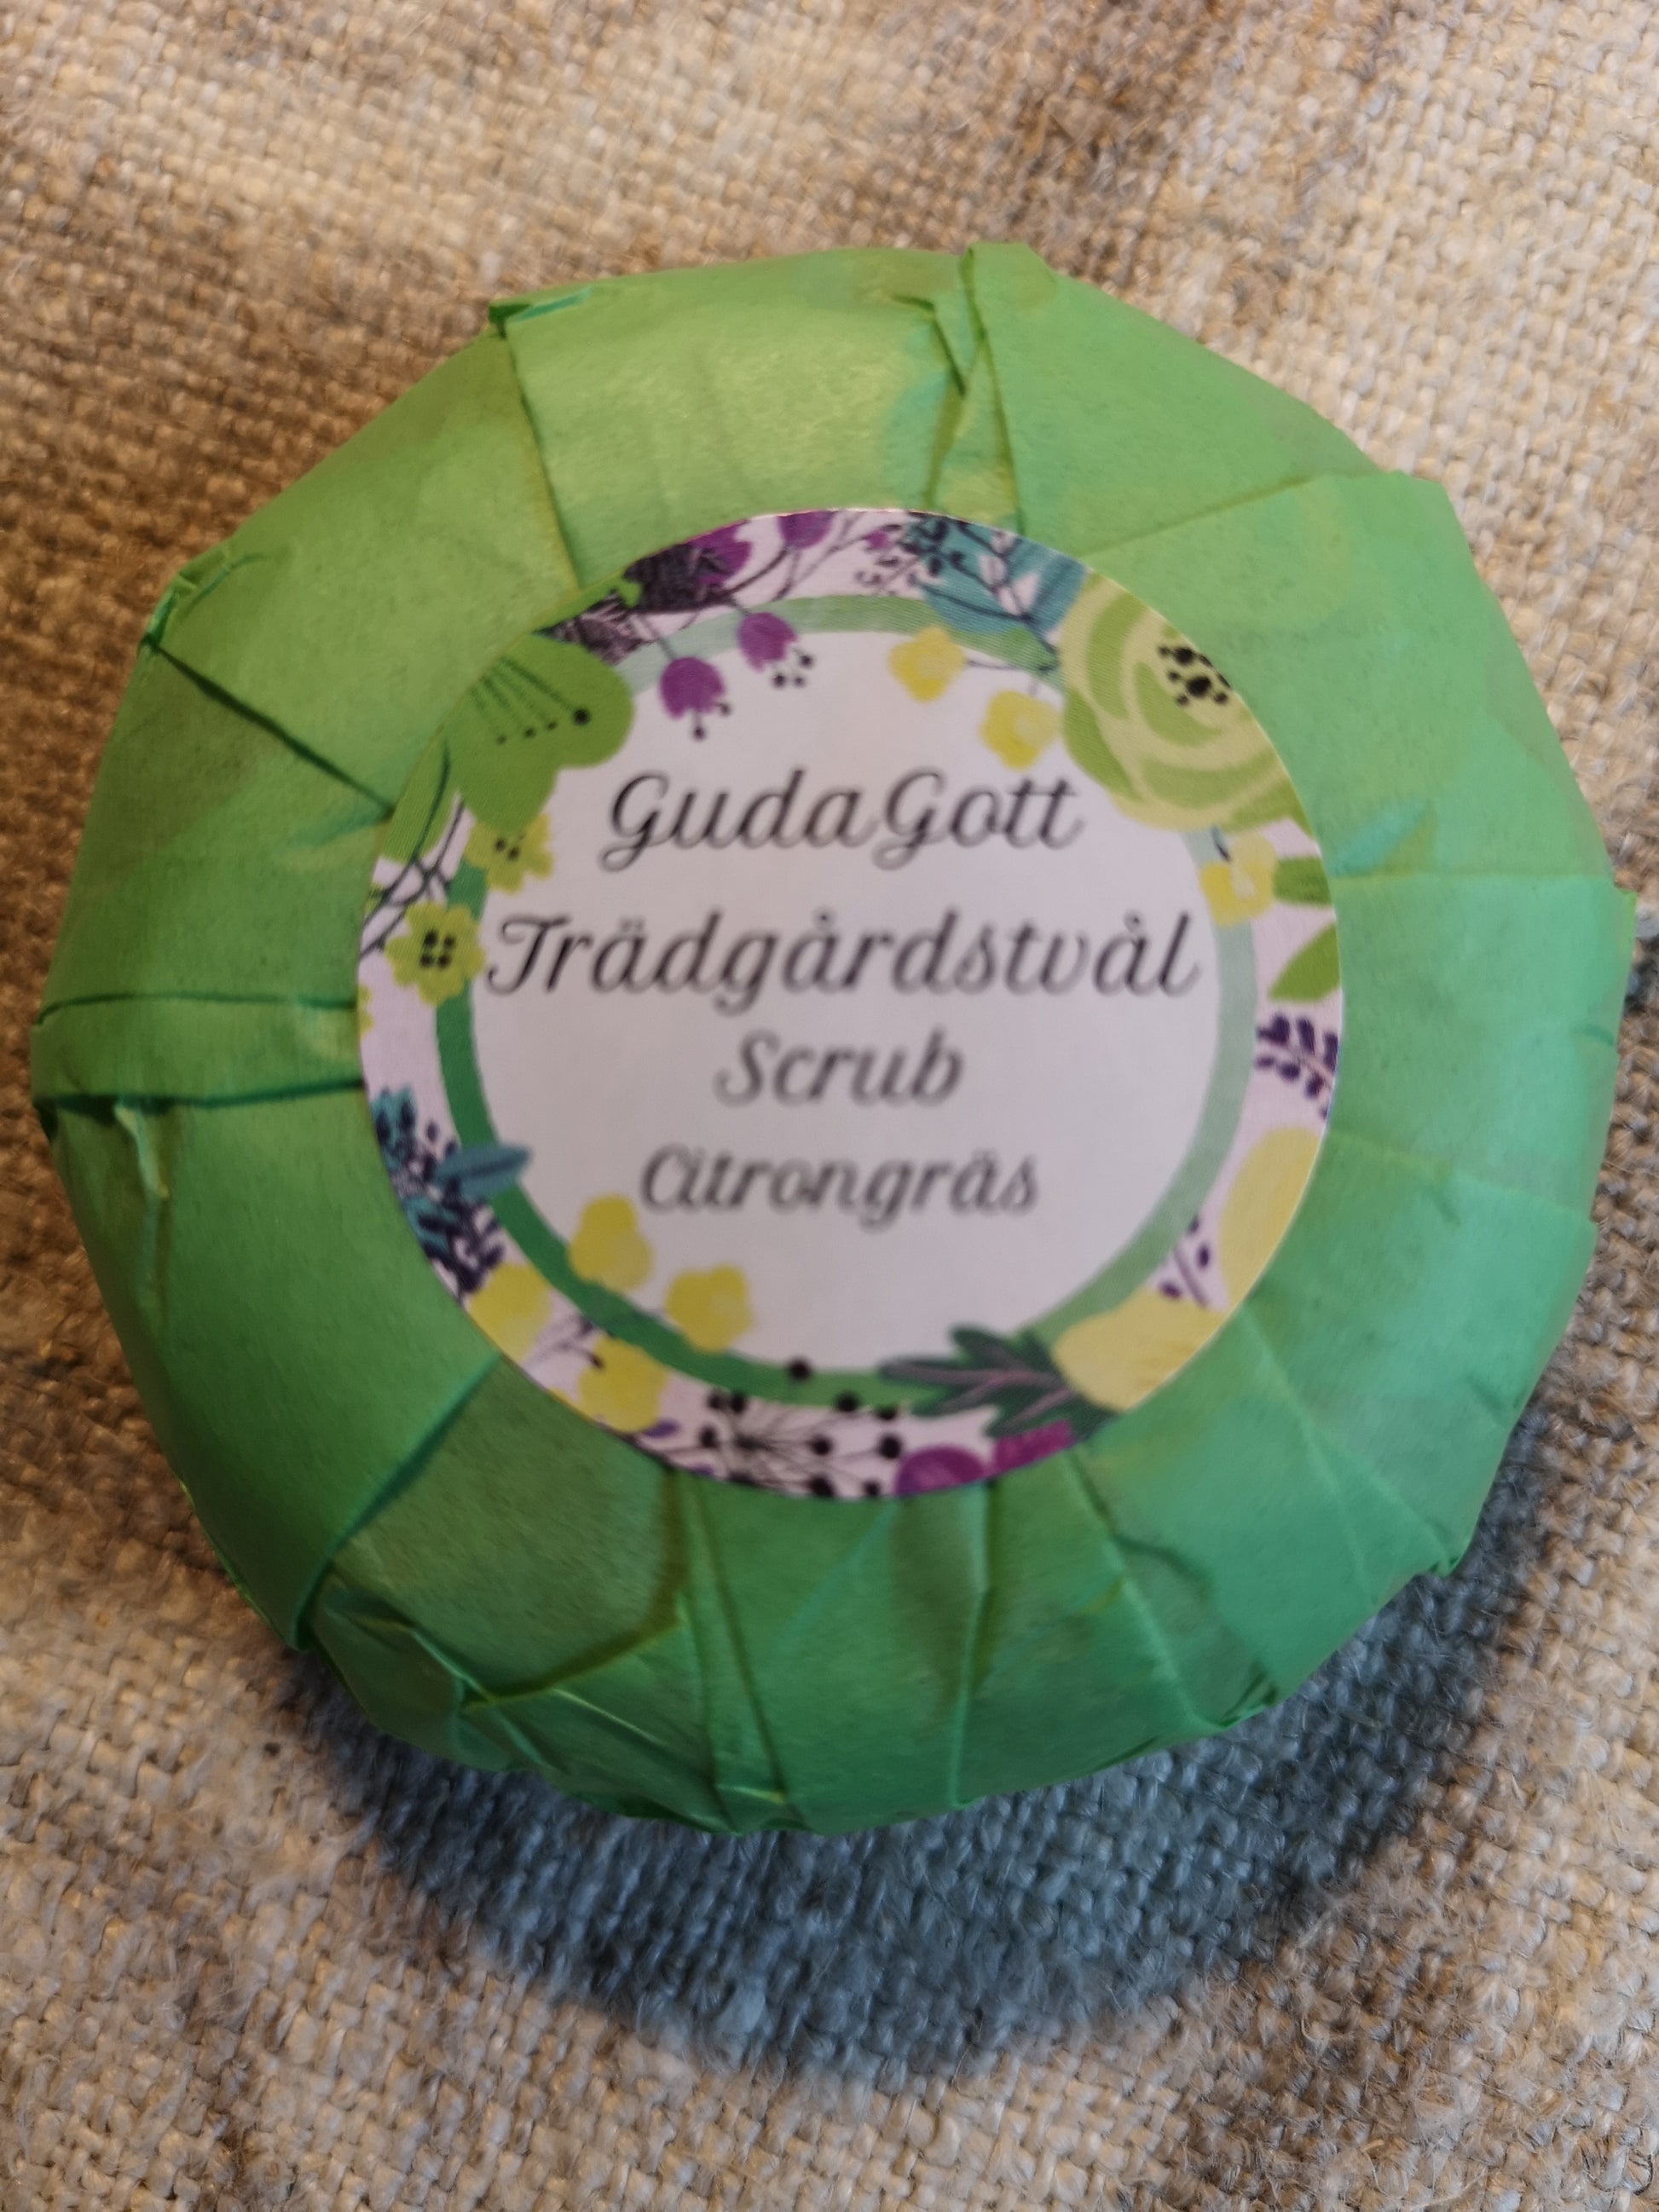 GudaGott
Trädgårdstvål
Scrub
Citrongräs